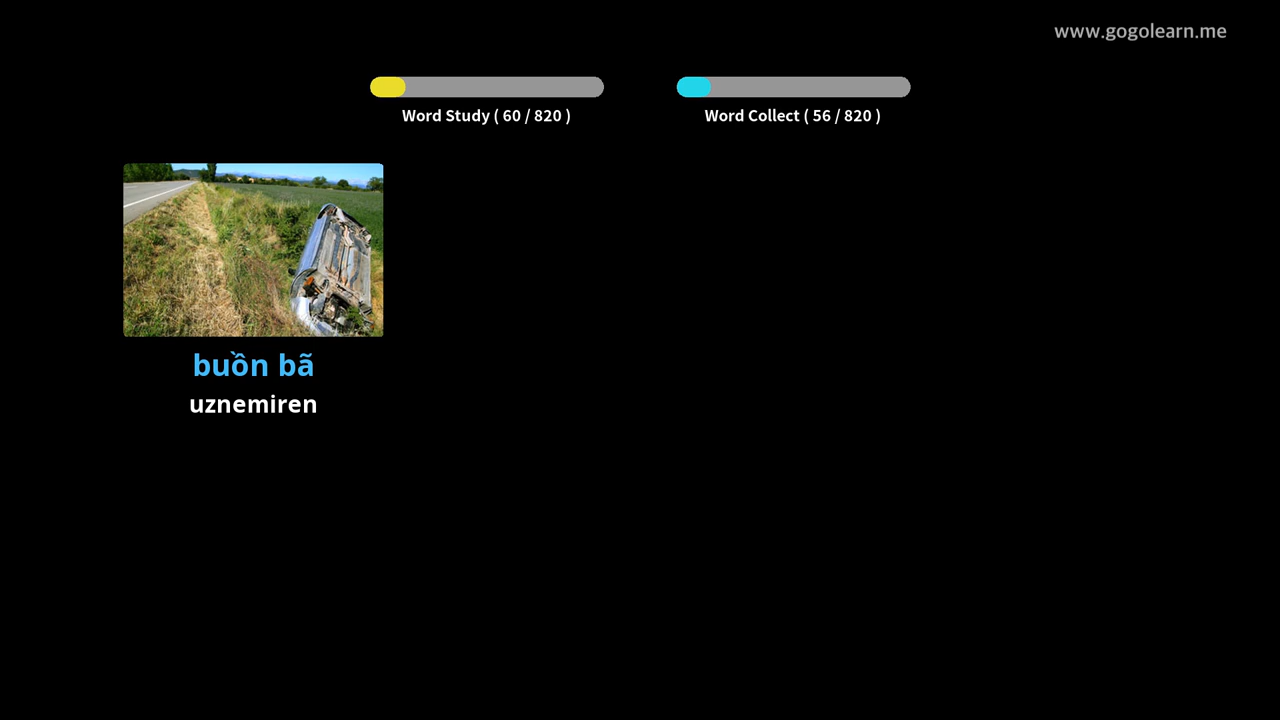 www.gogolearn.me
Word Study ( 60 / 820 )
Word Collect ( 56 / 820 )
buồn bã
uznemiren